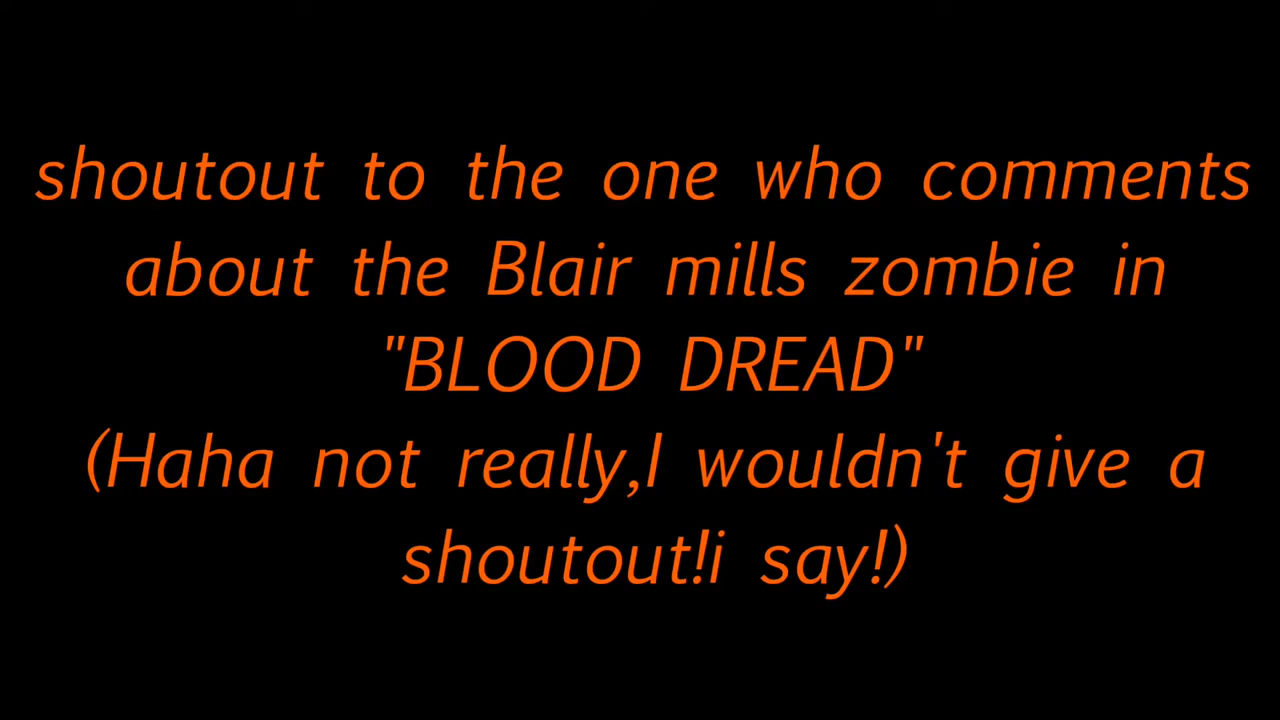 shoutout to the one who comments
about the Blair mills zombie in
"BLOOD DREAD"
(Haha not really,I wouldn't give a
shoutout!i say!)